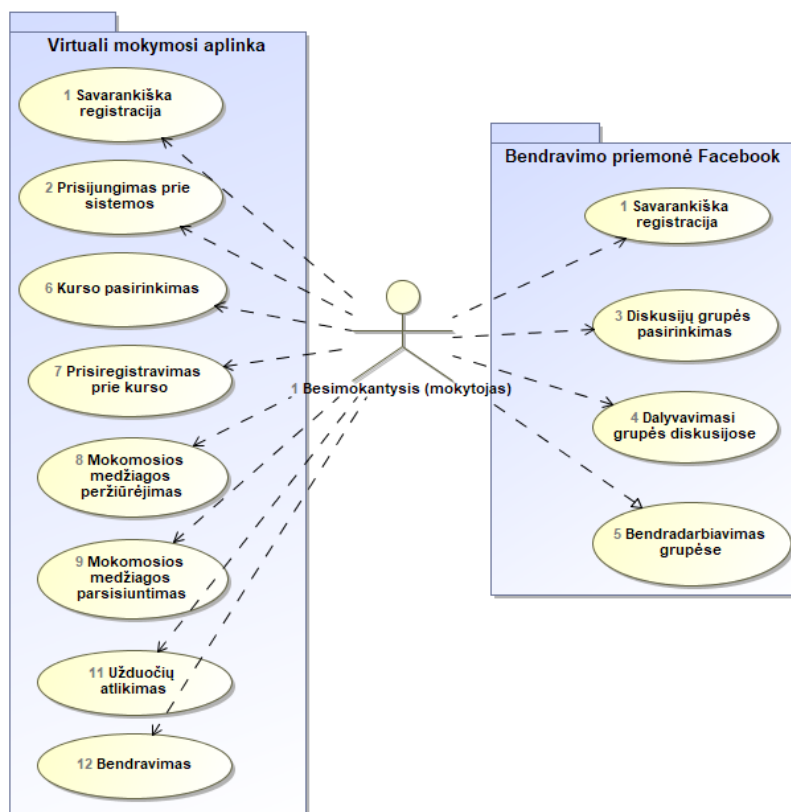 Virtuali mokymosi aplinka
1 Savarankiška
registracija
2 Prisijungimas prie
sistemos
6 Kurso pasirinkimas
7 Prisiregistravimas
prie kurso
8 Mokomosios
medžiagos
peržiūrėjimas
9 Mokomosios
medžiagos
parsisiuntimas
11 Užduočių
atlikimas
12 Bendravimas
1 Besimokantysis (mokytojas)
Bendravimo priemonė Facebook
1 Savarankiška
registracija
3 Diskusijų grupės
pasirinkimas
4 Dalyvavimasi
grupės diskusijose
5 Bendradarbiavimas
grupėse